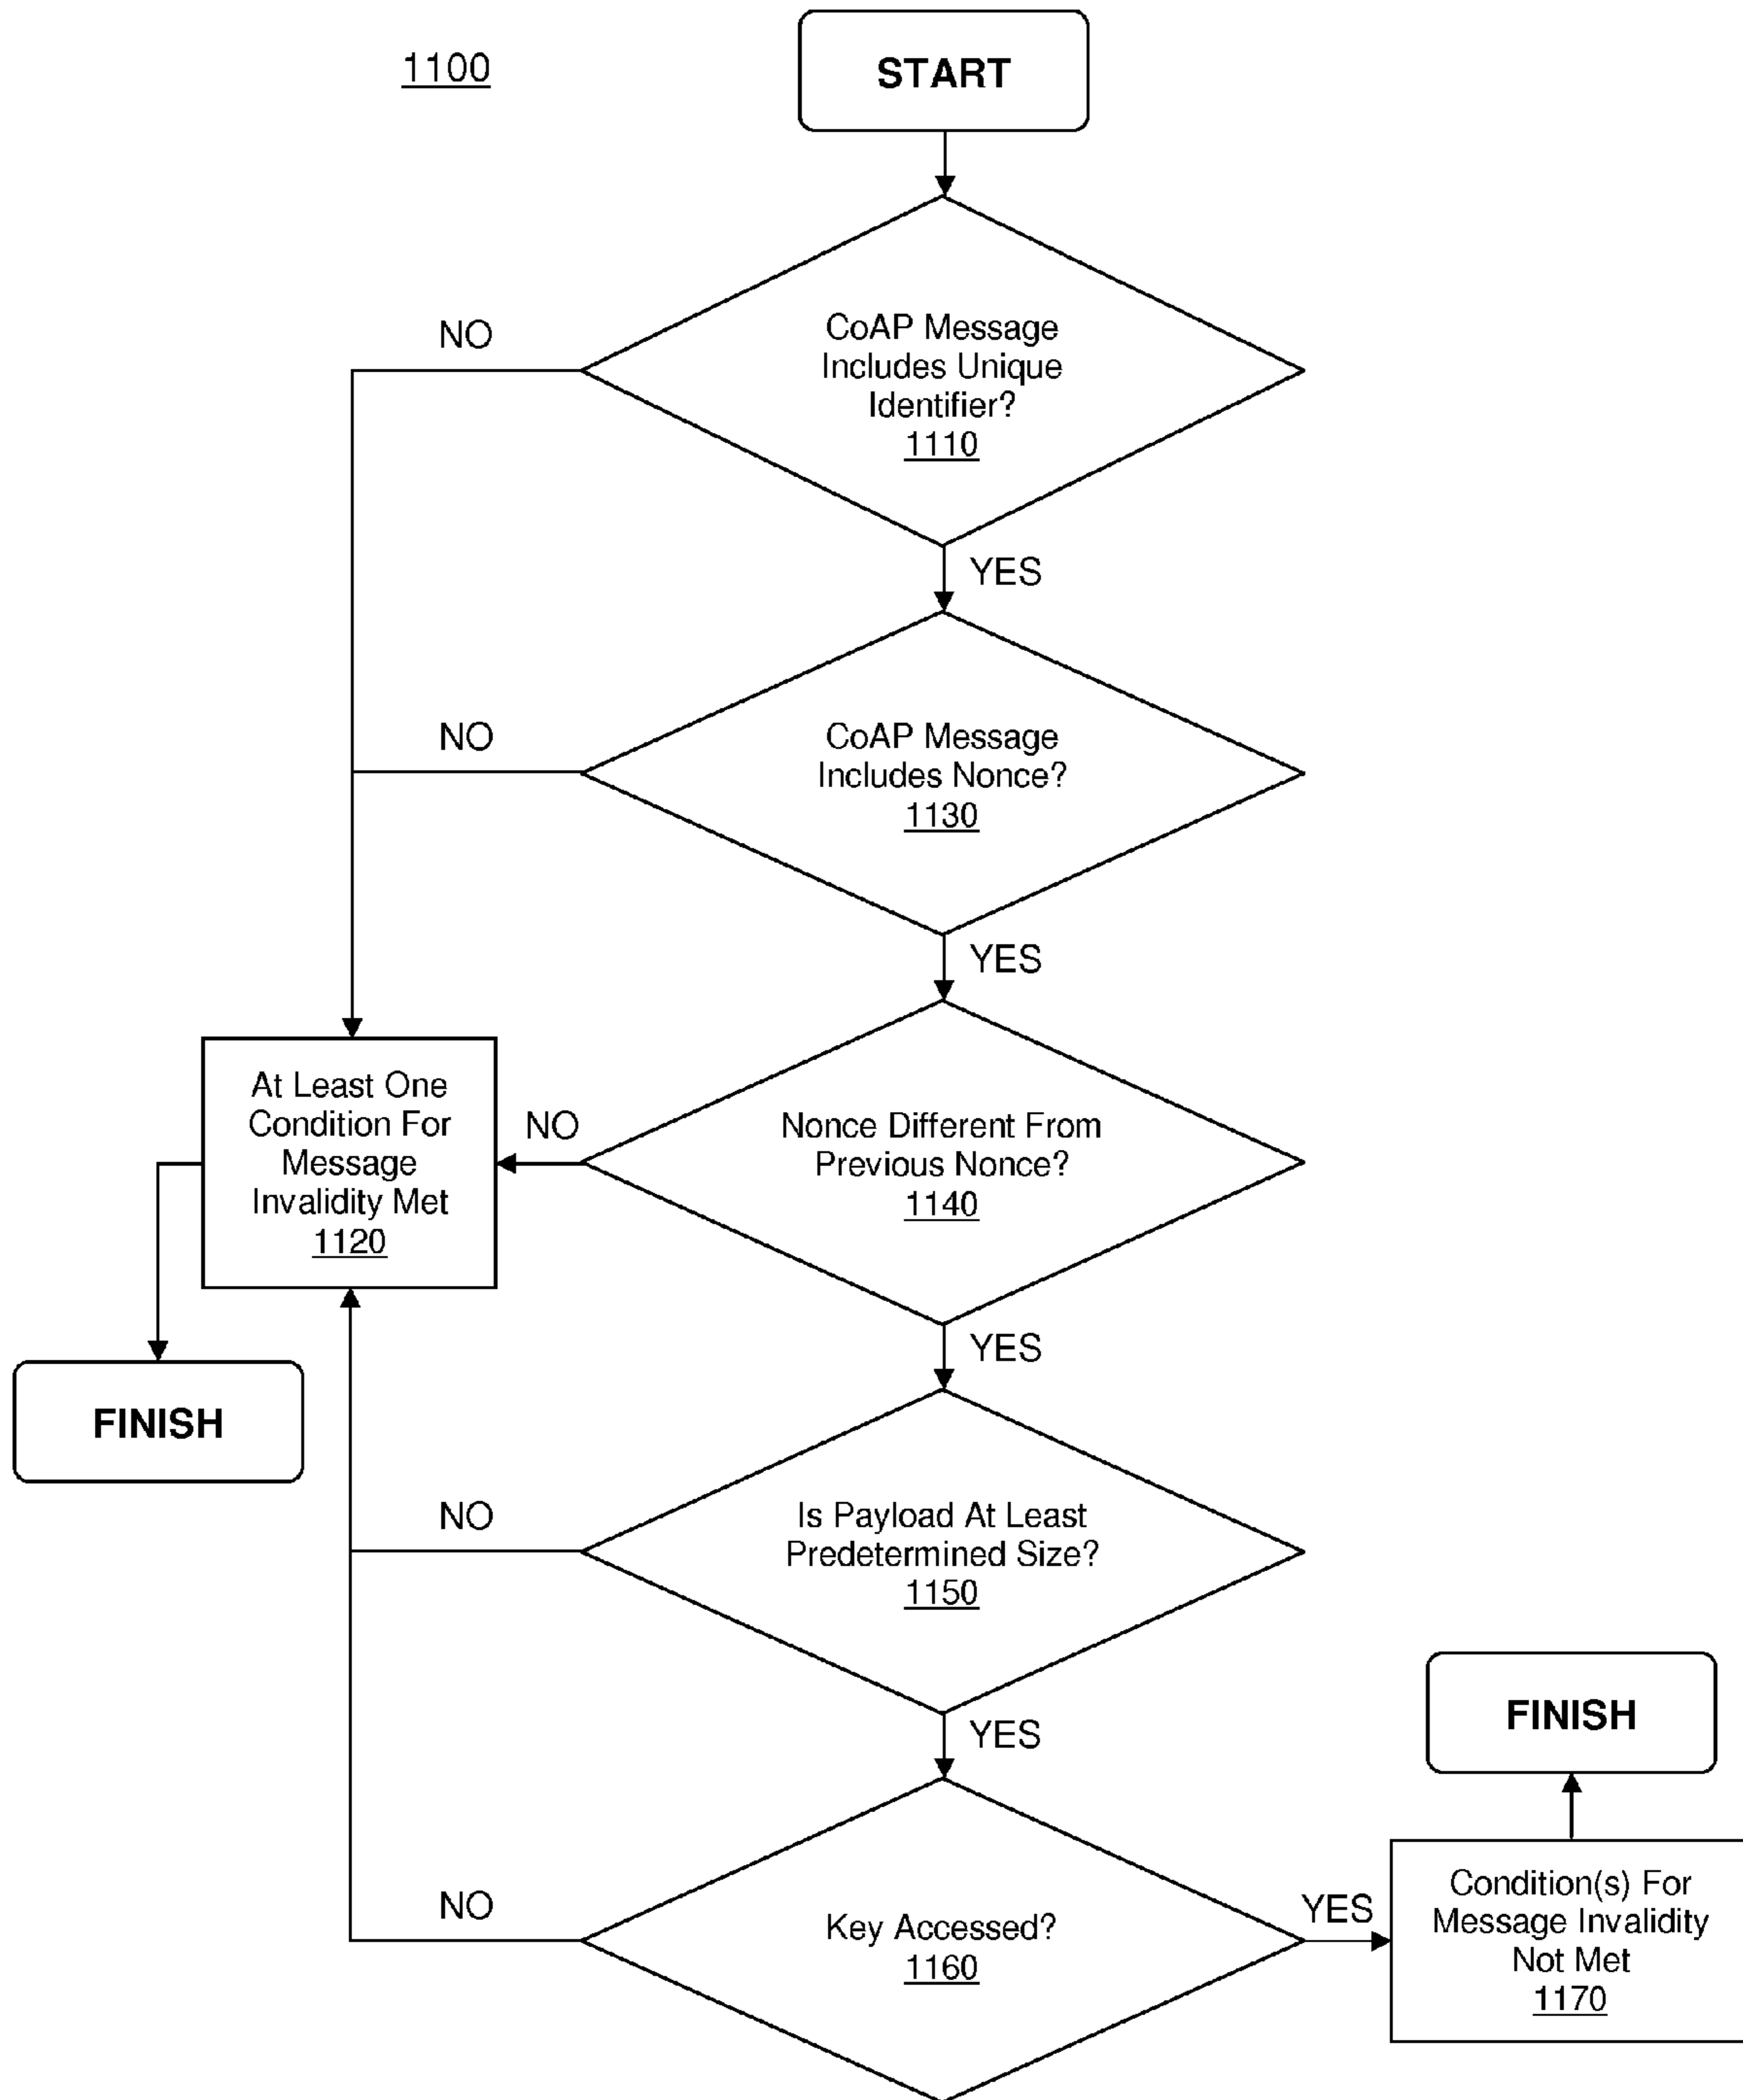 1100
START
CoAP Message
Includes Unique
Identifier?
1110
NO
YES
CoAP Message
Includes Nonce?
1130
NO
YES
At Least One
Condition For
Message
Invalidity Met
1120
NO
Nonce Different From
Previous Nonce?
1140
YES
FINISH
NO
Is Payload At Least
Predetermined Size?
1150
YES
FINISH
NO
Key Accessed?
1160
YES
Condition(s) For
Message Invalidity
Not Met
1170